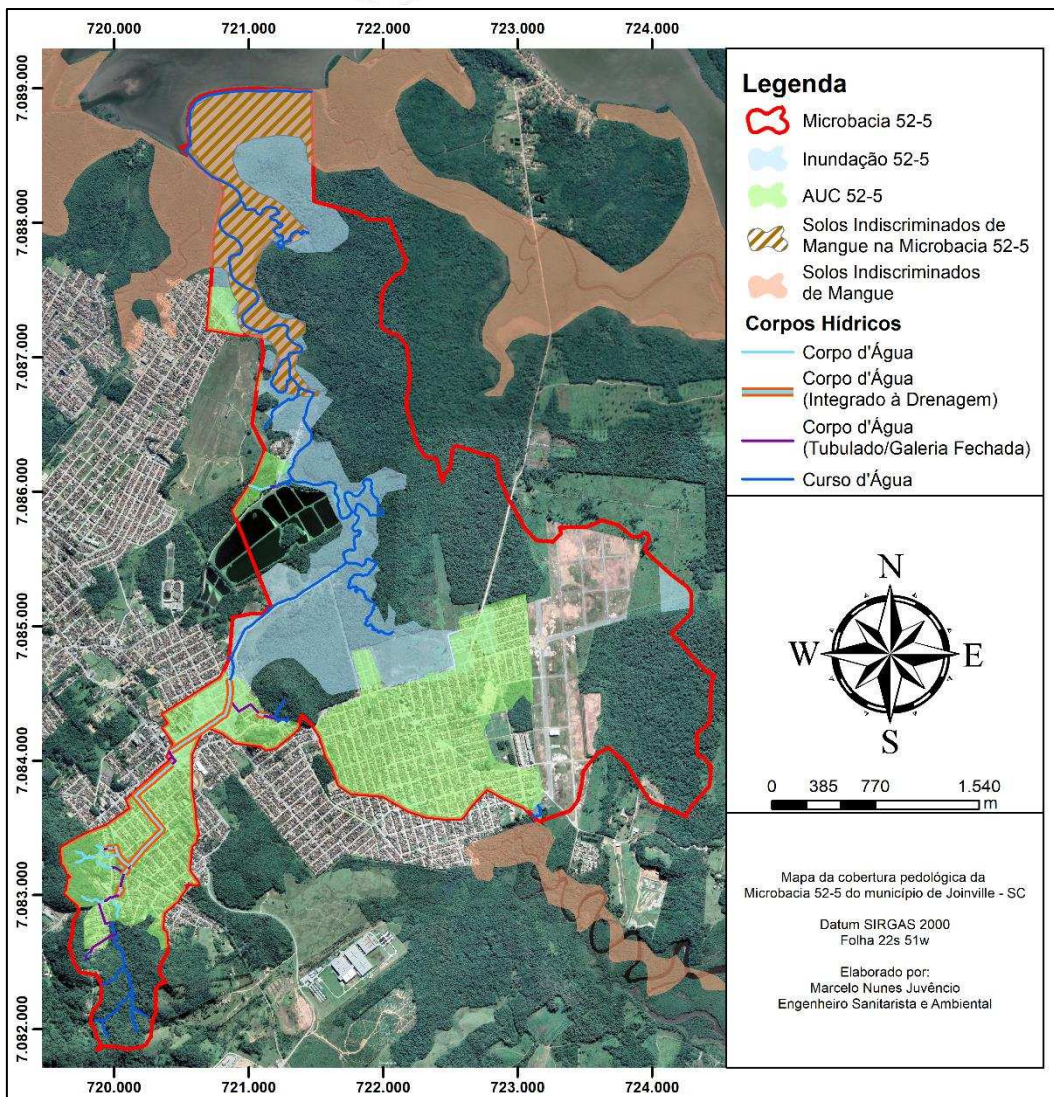 720.000 721.000 722.000 723.000 724.000
7.089.000
7.088.000
7.087.000
7.086.000
7.085.000
7.084.000
7.083.000
7.082.000
720.000 721.000 722.000 723.000 724.000
Legenda
Microbacia 52-5
Inundação 52-5
AUC 52-5
Solos Indiscriminados de
Mangue na Microbacia 52-5
Solos Indiscriminados
de Mangue
Corpos Hídricos
Corpo d'Água
Corpo d'Água
(Integrado à Drenagem)
Corpo d'Água
(Tubulado/Galeria Fechada)
Curso d'Água
N
W E
S
0 385 770 1.540
m
Mapa da cobertura pedológica da
Microbacia 52-5 do município de Joinville - SC
Datum SIRGAS 2000
Folha 22s 51w
Elaborado por:
Marcelo Nunes Juvêncio
Engenheiro Sanitarista e Ambiental